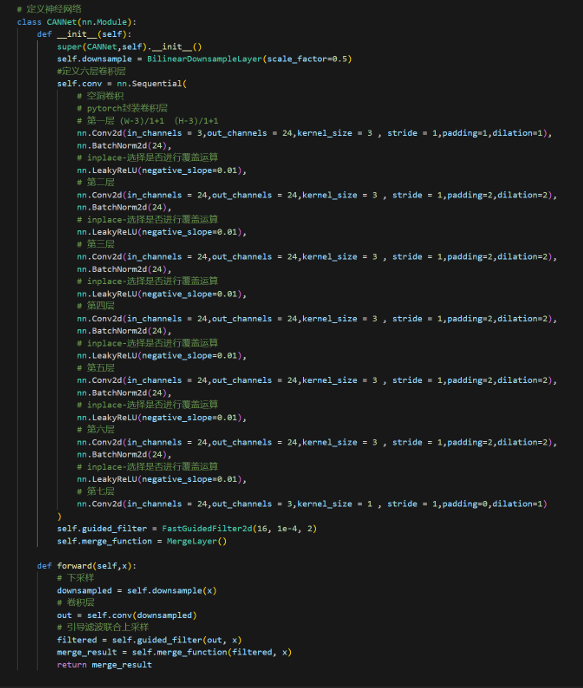 # 定义神经网络
class CANNet(nn.Module):
    def __init__(self):
        super(CANNet,self).__init__()
        self.downsample = BilinearDownsampleLayer(scale_factor=0.5)
        #定义六层卷积层
        self.conv = nn.Sequential(
            # 空洞卷积
            # pytorch封装卷积层
            # 第一层 (W-3)/1+1  (H-3)/1+1
            nn.Conv2d(in_channels = 3,out_channels = 24,kernel_size = 3 , stride = 1,padding=1,dilation=1),
            nn.BatchNorm2d(24),
            # inplace-选择是否进行覆盖运算
            nn.LeakyReLU(negative_slope=0.01),
            # 第二层
            nn.Conv2d(in_channels = 24,out_channels = 24,kernel_size = 3 , stride = 1,padding=2,dilation=2),
            nn.BatchNorm2d(24),
            # inplace-选择是否进行覆盖运算
            nn.LeakyReLU(negative_slope=0.01),
            # 第三层
            nn.Conv2d(in_channels = 24,out_channels = 24,kernel_size = 3 , stride = 1,padding=2,dilation=2),
            nn.BatchNorm2d(24),
            # inplace-选择是否进行覆盖运算
            nn.LeakyReLU(negative_slope=0.01),
            # 第四层
            nn.Conv2d(in_channels = 24,out_channels = 24,kernel_size = 3 , stride = 1,padding=2,dilation=2),
            nn.BatchNorm2d(24),
            # inplace-选择是否进行覆盖运算
            nn.LeakyReLU(negative_slope=0.01),
            # 第五层
            nn.Conv2d(in_channels = 24,out_channels = 24,kernel_size = 3 , stride = 1,padding=2,dilation=2),
            nn.BatchNorm2d(24),
            # inplace-选择是否进行覆盖运算
            nn.LeakyReLU(negative_slope=0.01),
            # 第六层
            nn.Conv2d(in_channels = 24,out_channels = 24,kernel_size = 3 , stride = 1,padding=2,dilation=2),
            nn.BatchNorm2d(24),
            # inplace-选择是否进行覆盖运算
            nn.LeakyReLU(negative_slope=0.01),
            # 第七层
            nn.Conv2d(in_channels = 24,out_channels = 3,kernel_size = 1 , stride = 1,padding=0,dilation=1)
        )
        self.guided_filter = FastGuidedFilter2d(16, 1e-4, 2)
        self.merge_function = MergeLayer()

    def forward(self,x):
        # 下采样
        downsampled = self.downsample(x)
        # 卷积层
        out = self.conv(downsampled)
        # 引导滤波联合上采样
        filtered = self.guided_filter(out, x)
        merge_result = self.merge_function(filtered, x)
        return merge_result